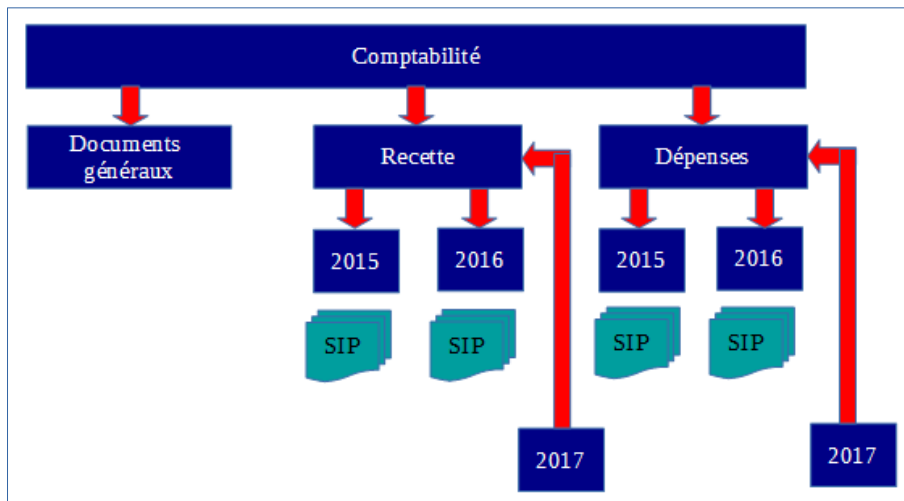 Comptabilité
Documents
généraux
Recette
Dépenses
2015
2016
2015
2016
SIP
SIP
SIP
SIP
2017
2017